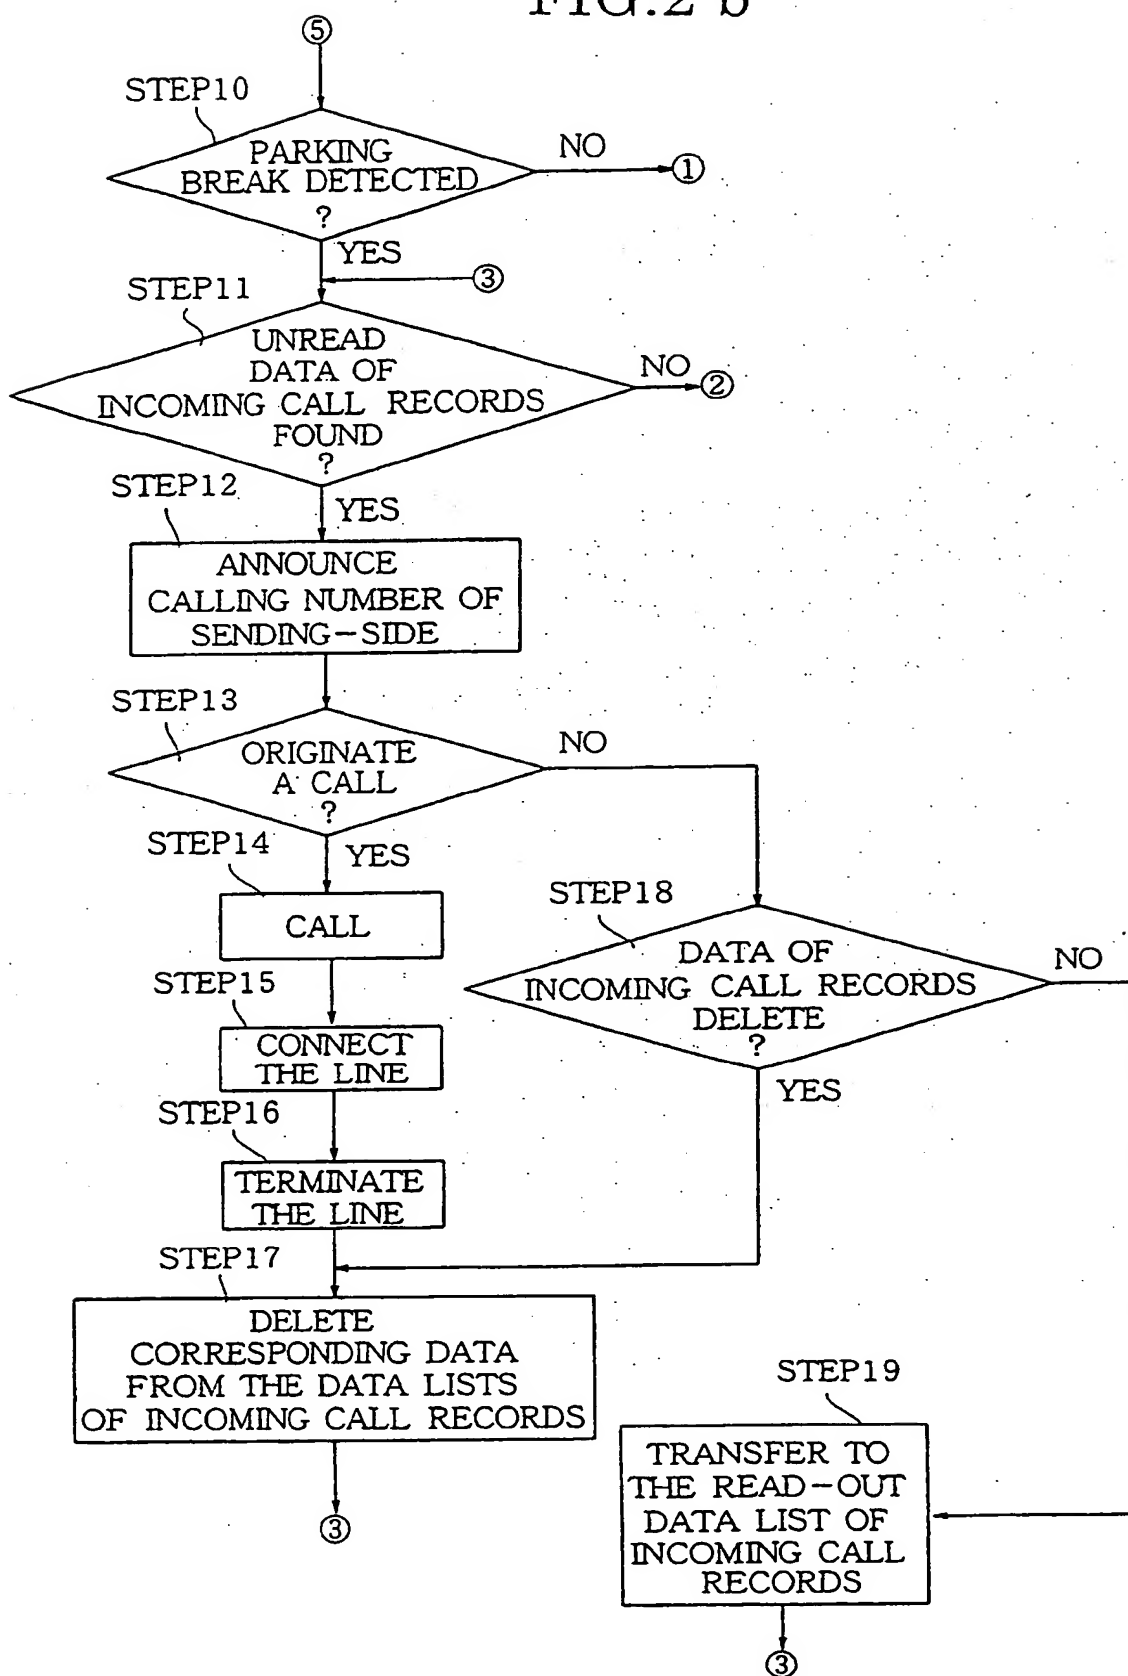 FIG.2 b
⑤
STEP10
PARKING
BREAK DETECTED
?
NO
①
YES
③
STEP11
UNREAD
DATA OF
INCOMING CALL RECORDS
FOUND
?
NO
②
STEP12
YES
ANNOUNCE
CALLING NUMBER OF
SENDING-SIDE
STEP13
ORIGINATE
A CALL
?
NO
STEP14
YES
CALL
STEP18
DATA OF
INCOMING CALL RECORDS
DELETE
?
NO
YES
STEP15
CONNECT
THE LINE
STEP16
TERMINATE
THE LINE
STEP17
DELETE
CORRESPONDING DATA
FROM THE DATA LISTS
OF INCOMING CALL RECORDS
③
STEP19
TRANSFER TO
THE READ-OUT
DATA LIST OF
INCOMING CALL
RECORDS
③